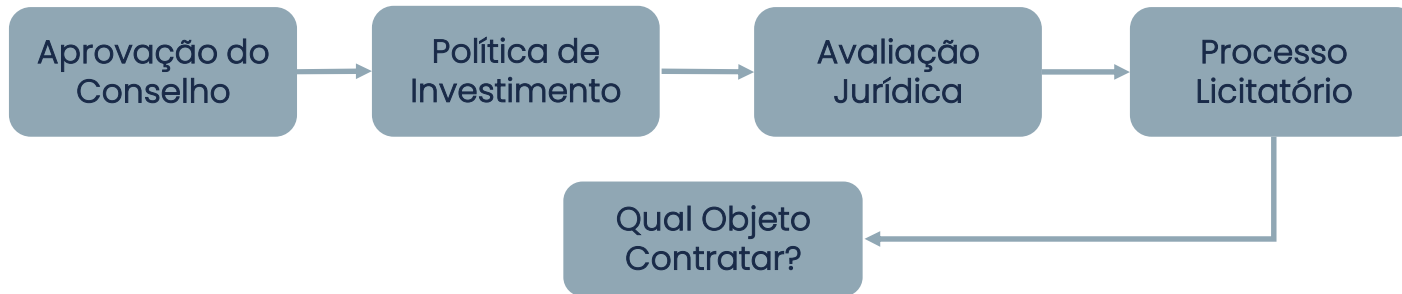 Aprovação do
Conselho
Política de
Investimento
Avaliação
Jurídica
Processo
Licitatório
Qual Objeto
Contratar?